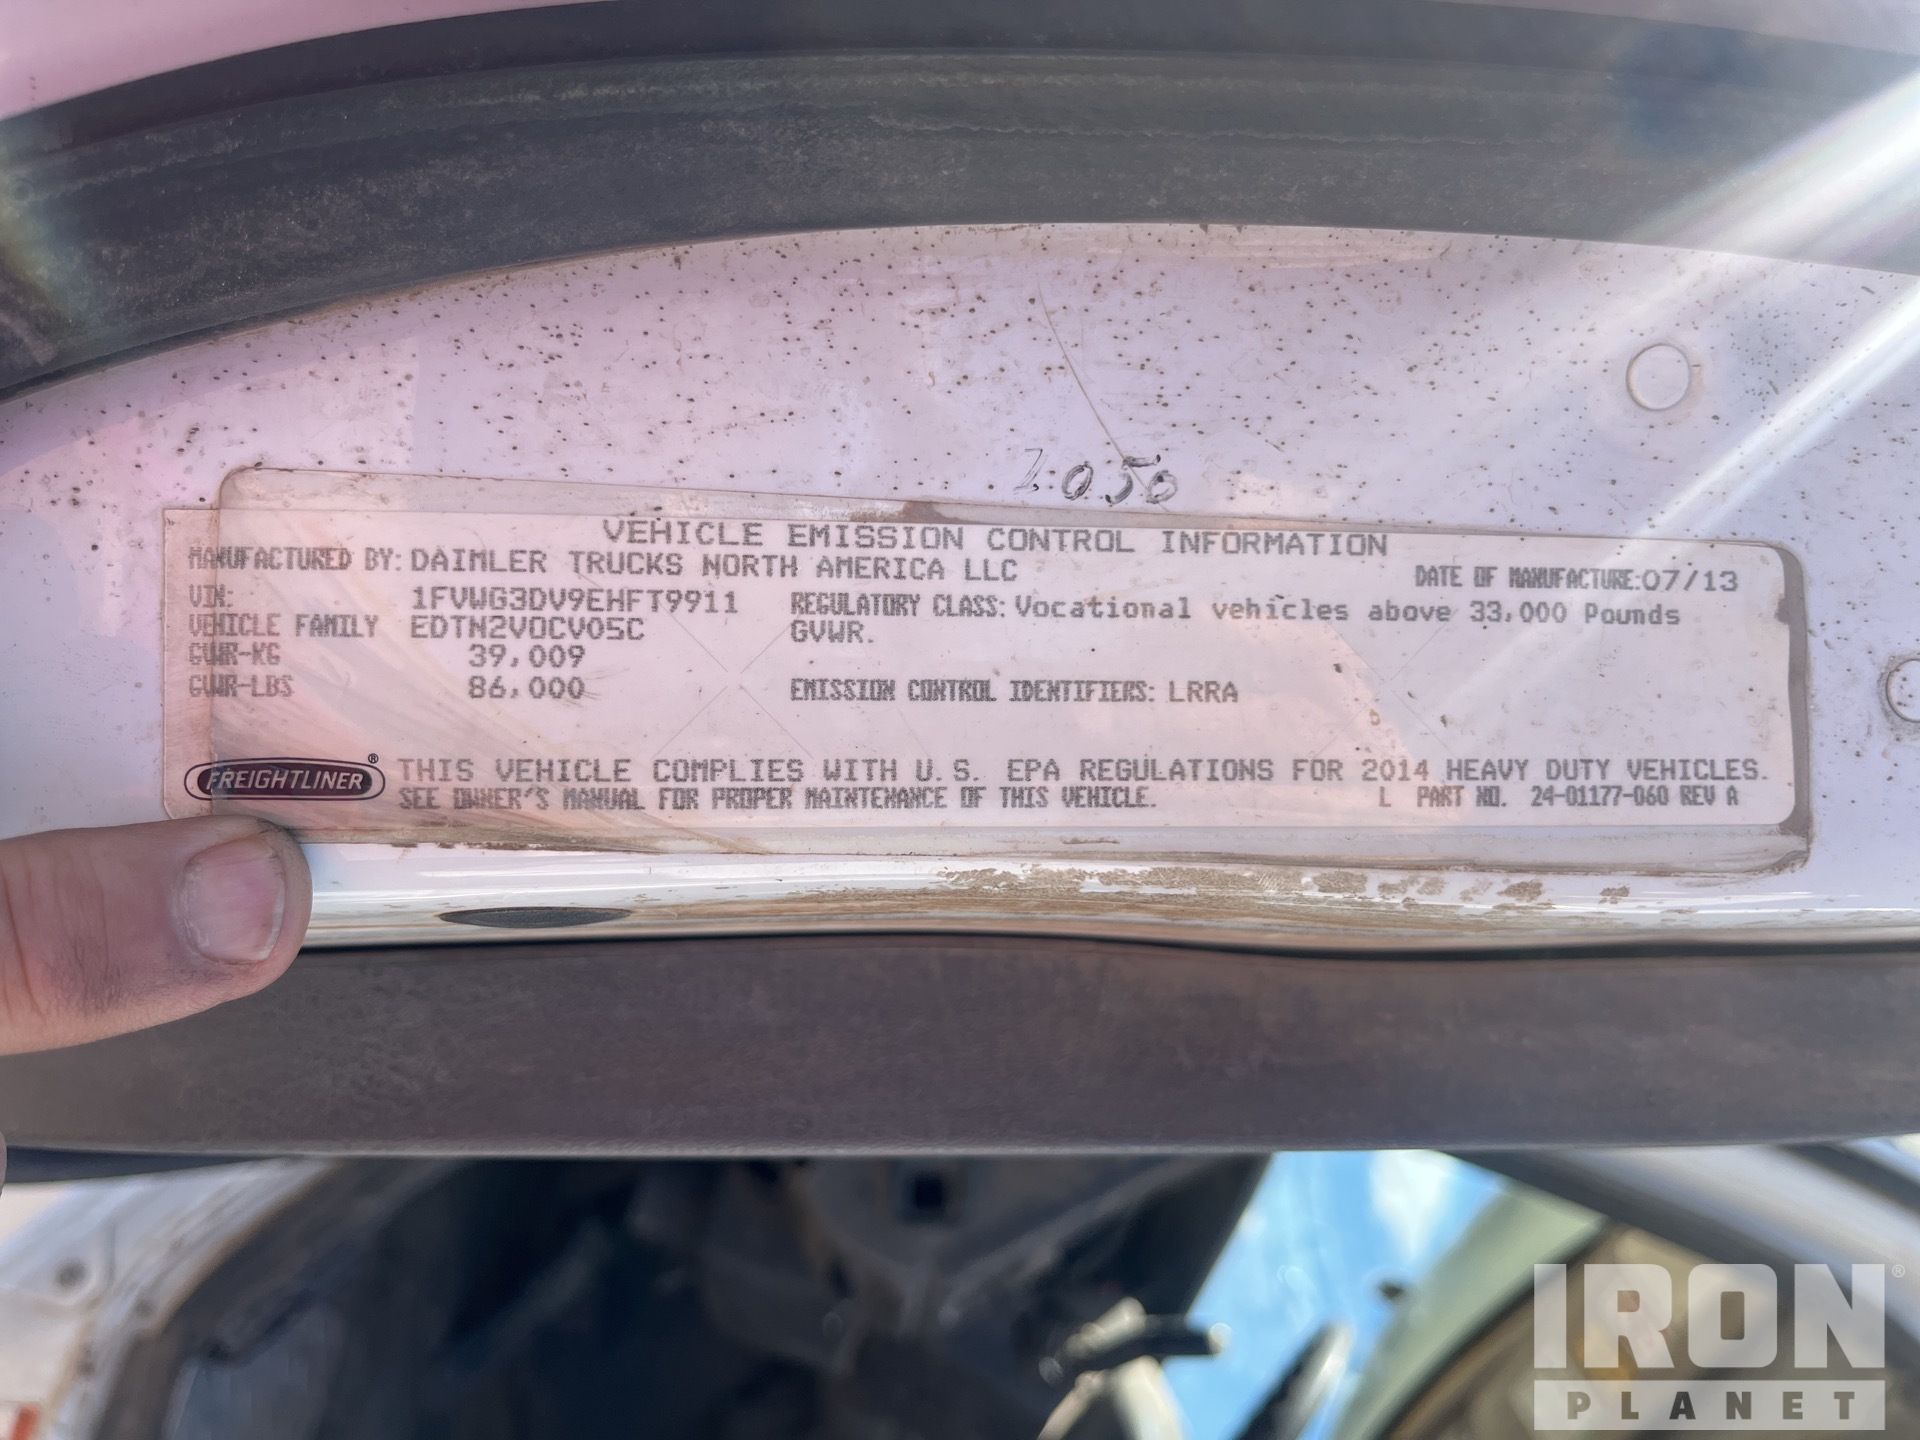 2050
VEHICLE EMISSION CONTROL INFORMATION
MANUFACTURED BY: DAIMLER TRUCKS NORTH AMERICA LLC
DATE OF MANUFACTURE: 07/13
VIN: 1FVWG3DV9EHFT9911
REGULATORY CLASS: Vocational vehicles above 33,000 Pounds
VEHICLE FAMILY EDTN2VOCV05C
GVWR.
GVWR-KG 39,009
GVWR-LBS 86,000
EMISSION CONTROL IDENTIFIERS: LRRA
FREIGHTLINER®
THIS VEHICLE COMPLIES WITH U.S. EPA REGULATIONS FOR 2014 HEAVY DUTY VEHICLES.
SEE OWNER'S MANUAL FOR PROPER MAINTENANCE OF THIS VEHICLE.
L PART NO. 24-01177-060 REV A
IRON®
PLANET